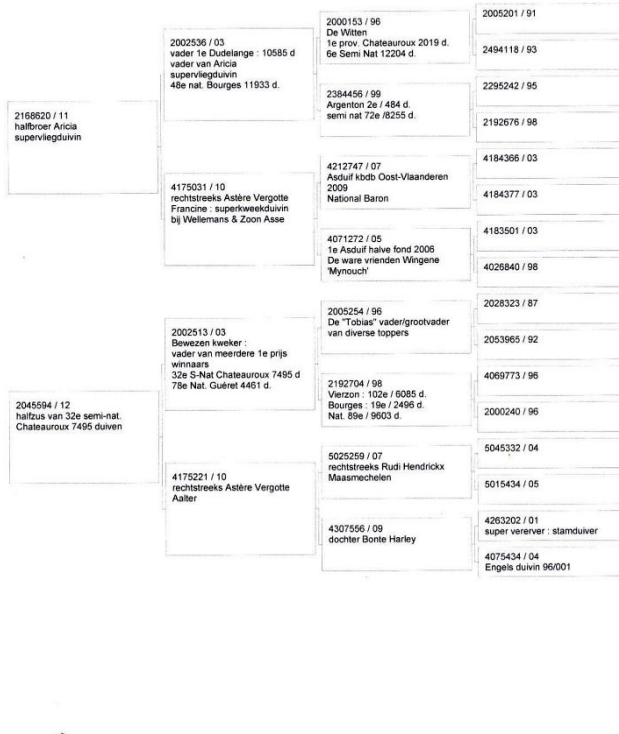 2168620 / 11
halfbroer Aricia
supervliegduivin
2045594 / 12
halfzus van 32e semi-nat.
Chateauroux 7495 duiven
2002536 / 03
vader 1e Dudelange : 10585 d
vader van Aricia
supervliegduivin
48e nat. Bourges 11933 d.
4175031 / 10
rechtstreeks Astère Vergotte
Francine : superkweekduivin
bij Wellemans & Zoon Asse
2002513 / 03
Bewezen kweker :
vader van meerdere 1e prijs
winnaars
32e S-Nat Chateauroux 7495 d
78e Nat. Guéret 4461 d.
4175221 / 10
rechtstreeks Astère Vergotte
Aalter
2000153 / 96
De Witten
1e prov. Chateauroux 2019 d.
6e Semi Nat 12204 d.
2384456 / 99
Argenton 2e / 484 d.
semi nat 72e /8255 d.
4212747 / 07
Asduif kbdb Oost-Vlaanderen
2009
National Baron
4071272 / 05
1e Asduif halve fond 2006
De ware vrienden Wingene
'Mynouch'
2005254 / 96
De "Tobias" vader/grootvader
van diverse toppers
2192704 / 98
Vierzon : 102e / 6085 d.
Bourges : 19e / 2496 d.
Nat. 89e / 9603 d.
5025259 / 07
rechtstreeks Rudi Hendrickx
Maasmechelen
4307556 / 09
dochter Bonte Harley
2005201 / 91
2494118 / 93
2295242 / 95
2192676 / 98
4184366 / 03
4184377 / 03
4183501 / 03
4026840 / 98
2028323 / 87
2053965 / 92
4069773 / 96
2000240 / 96
5045332 / 04
5015434 / 05
4263202 / 01
super vererver : stamduiver
4075434 / 04
Engels duivin 96/001